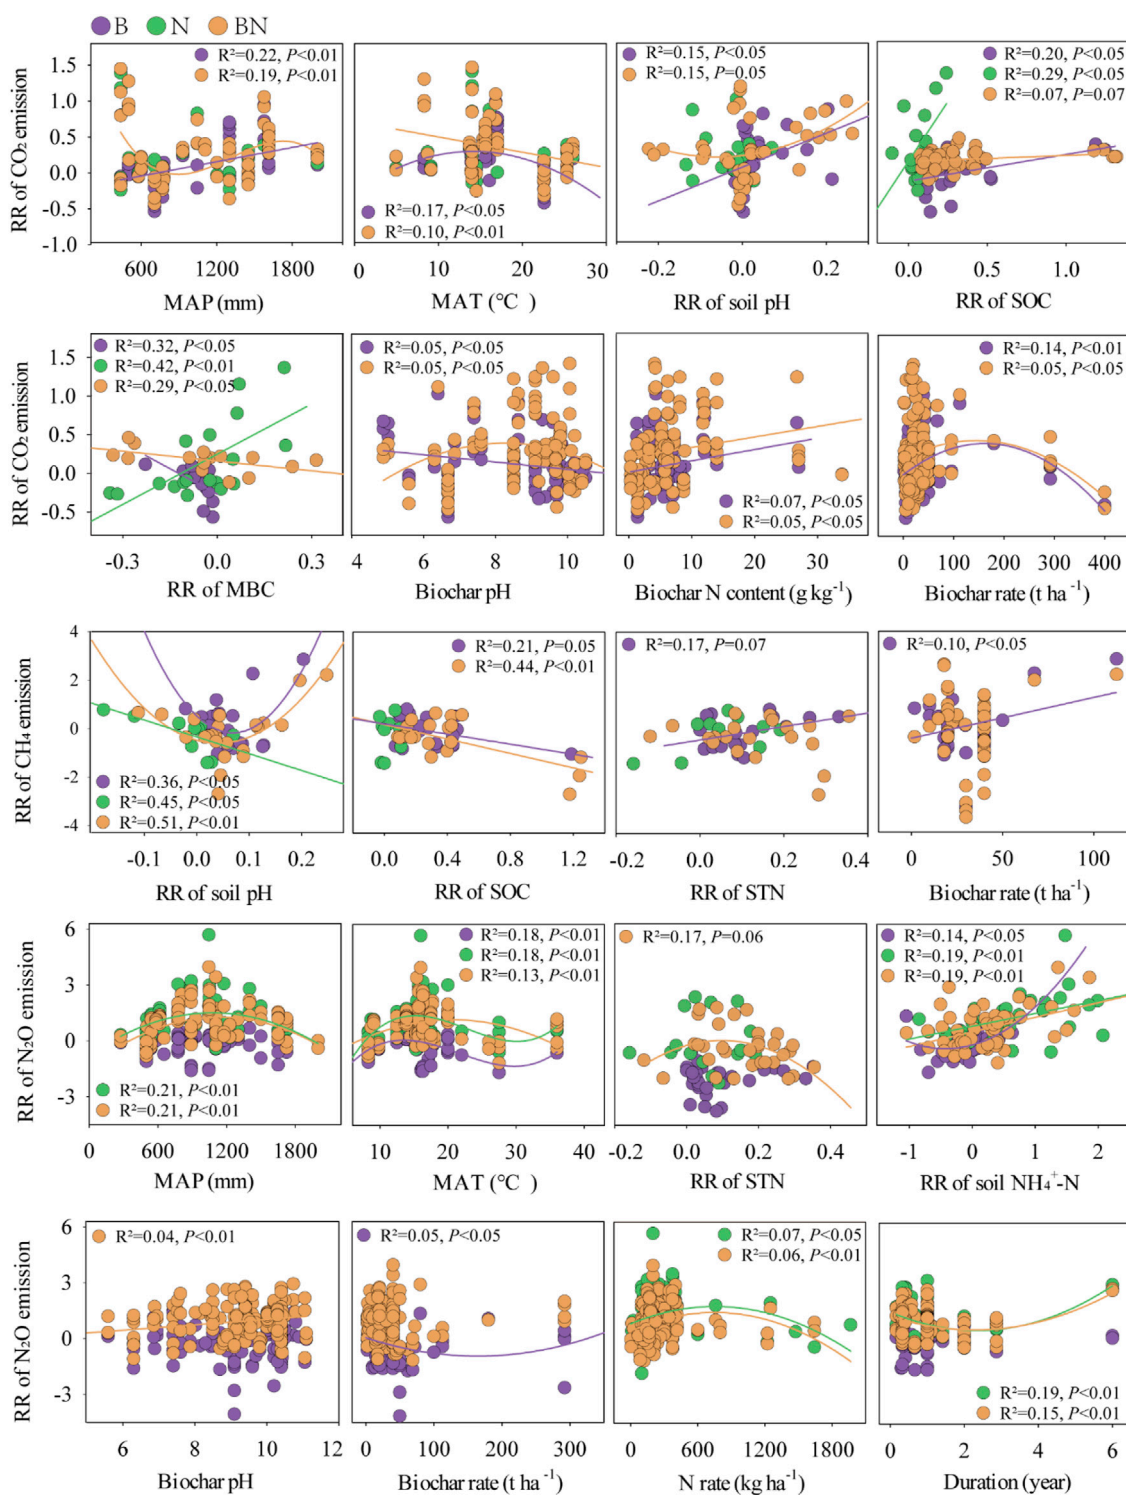 B N BN
R²=0.22, P<0.01
R²=0.19, P<0.01
R²=0.17, P<0.05
R²=0.10, P<0.01
R²=0.15, P<0.05
R²=0.15, P=0.05
R²=0.20, P<0.05
R²=0.29, P<0.05
R²=0.07, P=0.07
RR of CO₂ emission
1.5
1.0
0.5
0.0
-0.5
-1.0
600 1200 1800
0 10 20 30
-0.2 0.0 0.2
0.0 0.5 1.0
MAP (mm)
MAT (°C )
RR of soil pH
RR of SOC
R²=0.32, P<0.05
R²=0.42, P<0.01
R²=0.29, P<0.05
R²=0.05, P<0.05
R²=0.05, P<0.05
R²=0.07, P<0.05
R²=0.05, P<0.05
R²=0.14, P<0.01
R²=0.05, P<0.05
RR of CO₂ emission
1.5
1.0
0.5
0.0
-0.5
-0.3 0.0 0.3
4 6 8 10
0 10 20 30
0 100 200 300 400
RR of MBC
Biochar pH
Biochar N content (g kg⁻¹)
Biochar rate (t ha⁻¹)
R²=0.36, P<0.05
R²=0.45, P<0.05
R²=0.51, P<0.01
R²=0.21, P=0.05
R²=0.44, P<0.01
R²=0.17, P=0.07
R²=0.10, P<0.05
RR of CH₄ emission
4
2
0
-2
-4
-0.1 0.0 0.1 0.2
0.0 0.4 0.8 1.2
-0.2 0.0 0.2 0.4
0 50 100
RR of soil pH
RR of SOC
RR of STN
Biochar rate (t ha⁻¹)
R²=0.21, P<0.01
R²=0.21, P<0.01
R²=0.18, P<0.01
R²=0.18, P<0.01
R²=0.13, P<0.01
R²=0.17, P=0.06
R²=0.14, P<0.05
R²=0.19, P<0.01
R²=0.19, P<0.01
RR of N₂O emission
6
3
0
-3
0 600 1200 1800
10 20 30 40
-0.2 0.0 0.2 0.4
-1 0 1 2
MAP (mm)
MAT (°C )
RR of STN
RR of soil NH₄⁺-N
R²=0.04, P<0.01
R²=0.05, P<0.05
R²=0.07, P<0.05
R²=0.06, P<0.01
R²=0.19, P<0.01
R²=0.15, P<0.01
RR of N₂O emission
6
3
0
-3
6 8 10 12
0 100 200 300
0 600 1200 1800
0 2 4 6
Biochar pH
Biochar rate (t ha⁻¹)
N rate (kg ha⁻¹)
Duration (year)